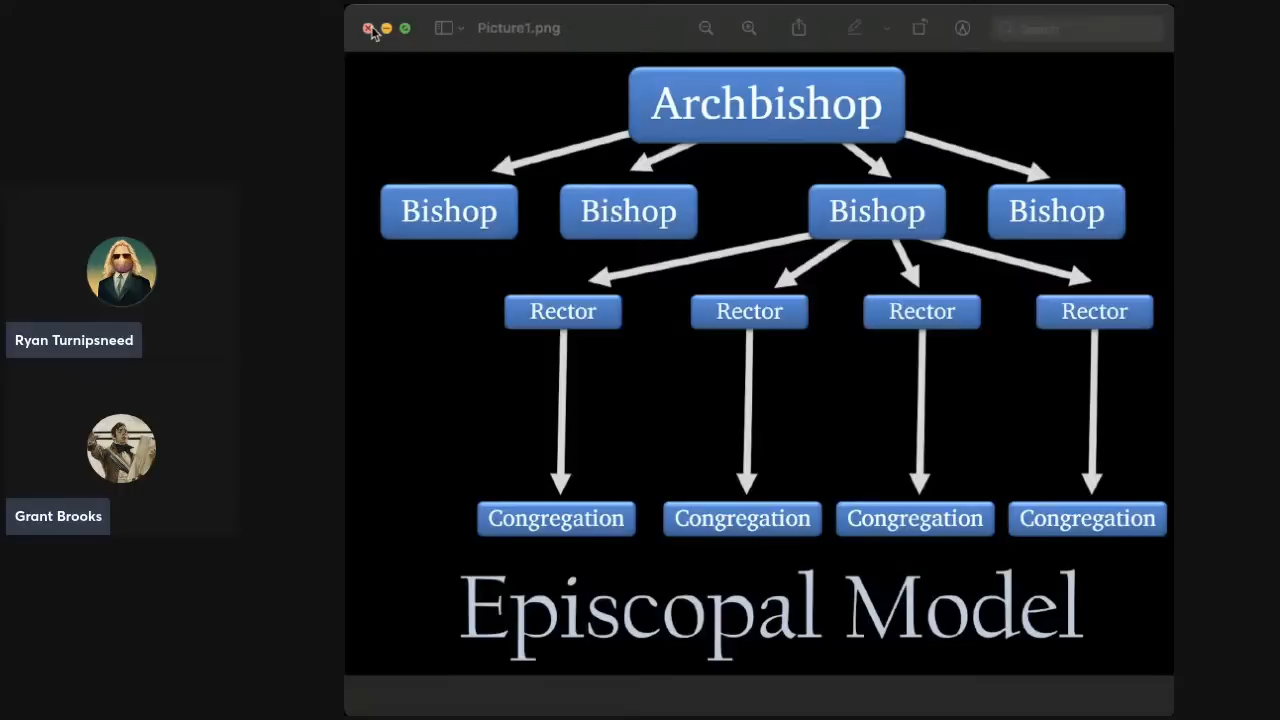 Picture1.png
Search
Archbishop
Bishop Bishop Bishop Bishop
Rector Rector Rector Rector
Congregation Congregation Congregation Congregation
Episcopal Model
Ryan Turnipsneed
Grant Brooks